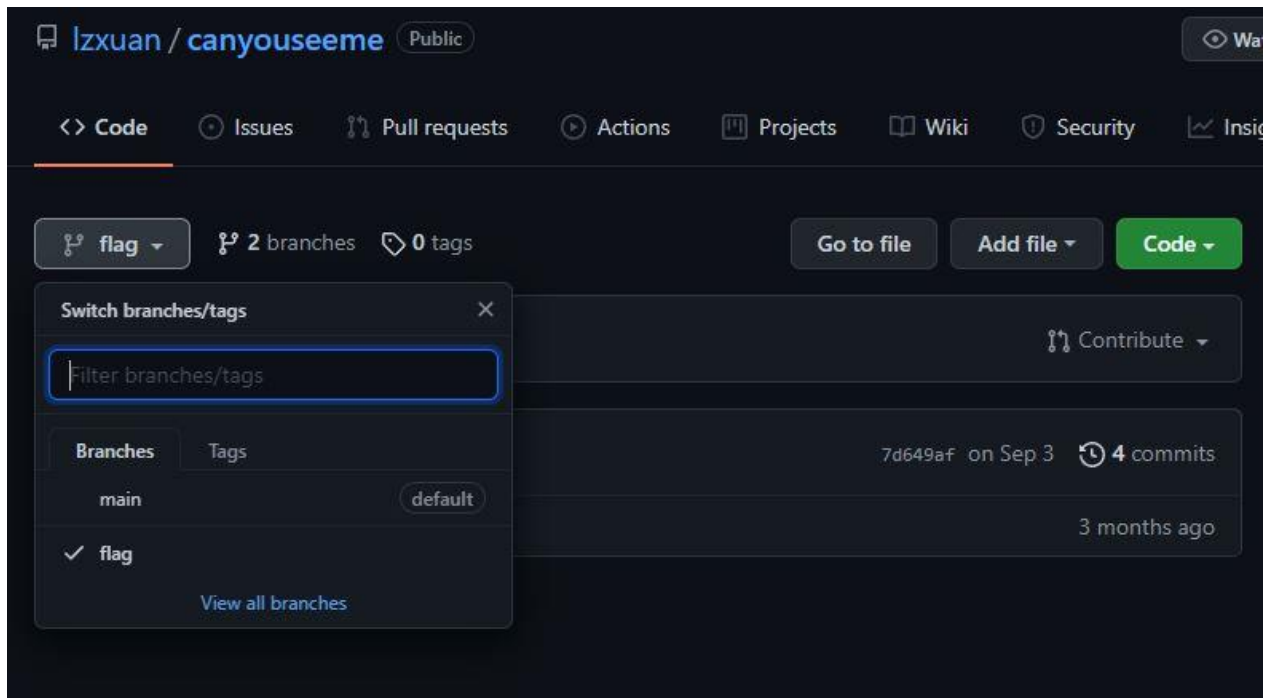 lzxuan / canyouseeme Public Wat
<> Code Issues Pull requests Actions Projects Wiki Security Insig
flag 2 branches 0 tags Go to file Add file Code
Switch branches/tags ×
Filter branches/tags
Contribute
Branches Tags
7d649af on Sep 3 4 commits
main default
3 months ago
flag
View all branches